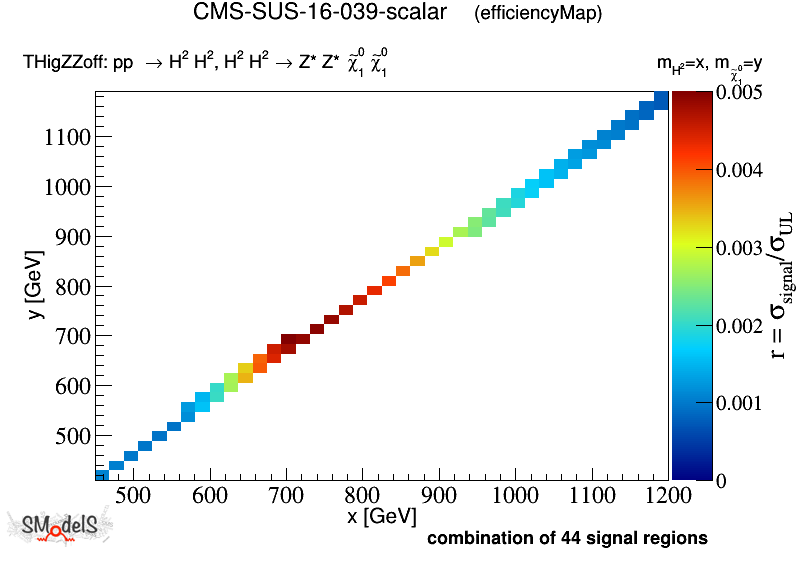 CMS-SUS-16-039-scalar (efficiencyMap)
THigZZoff: pp → H² H², H² H² → Z* Z* χ̃₁⁰ χ̃₁⁰
m_H²=x, m_χ̃₁⁰=y
0.005
1100
0.004
1000
900
0.003
800
700
0.002
600
0.001
500
0
y [GeV]
r = σ_signal/σ_UL
500 600 700 800 900 1000 1100 1200
x [GeV]
SModelS
combination of 44 signal regions